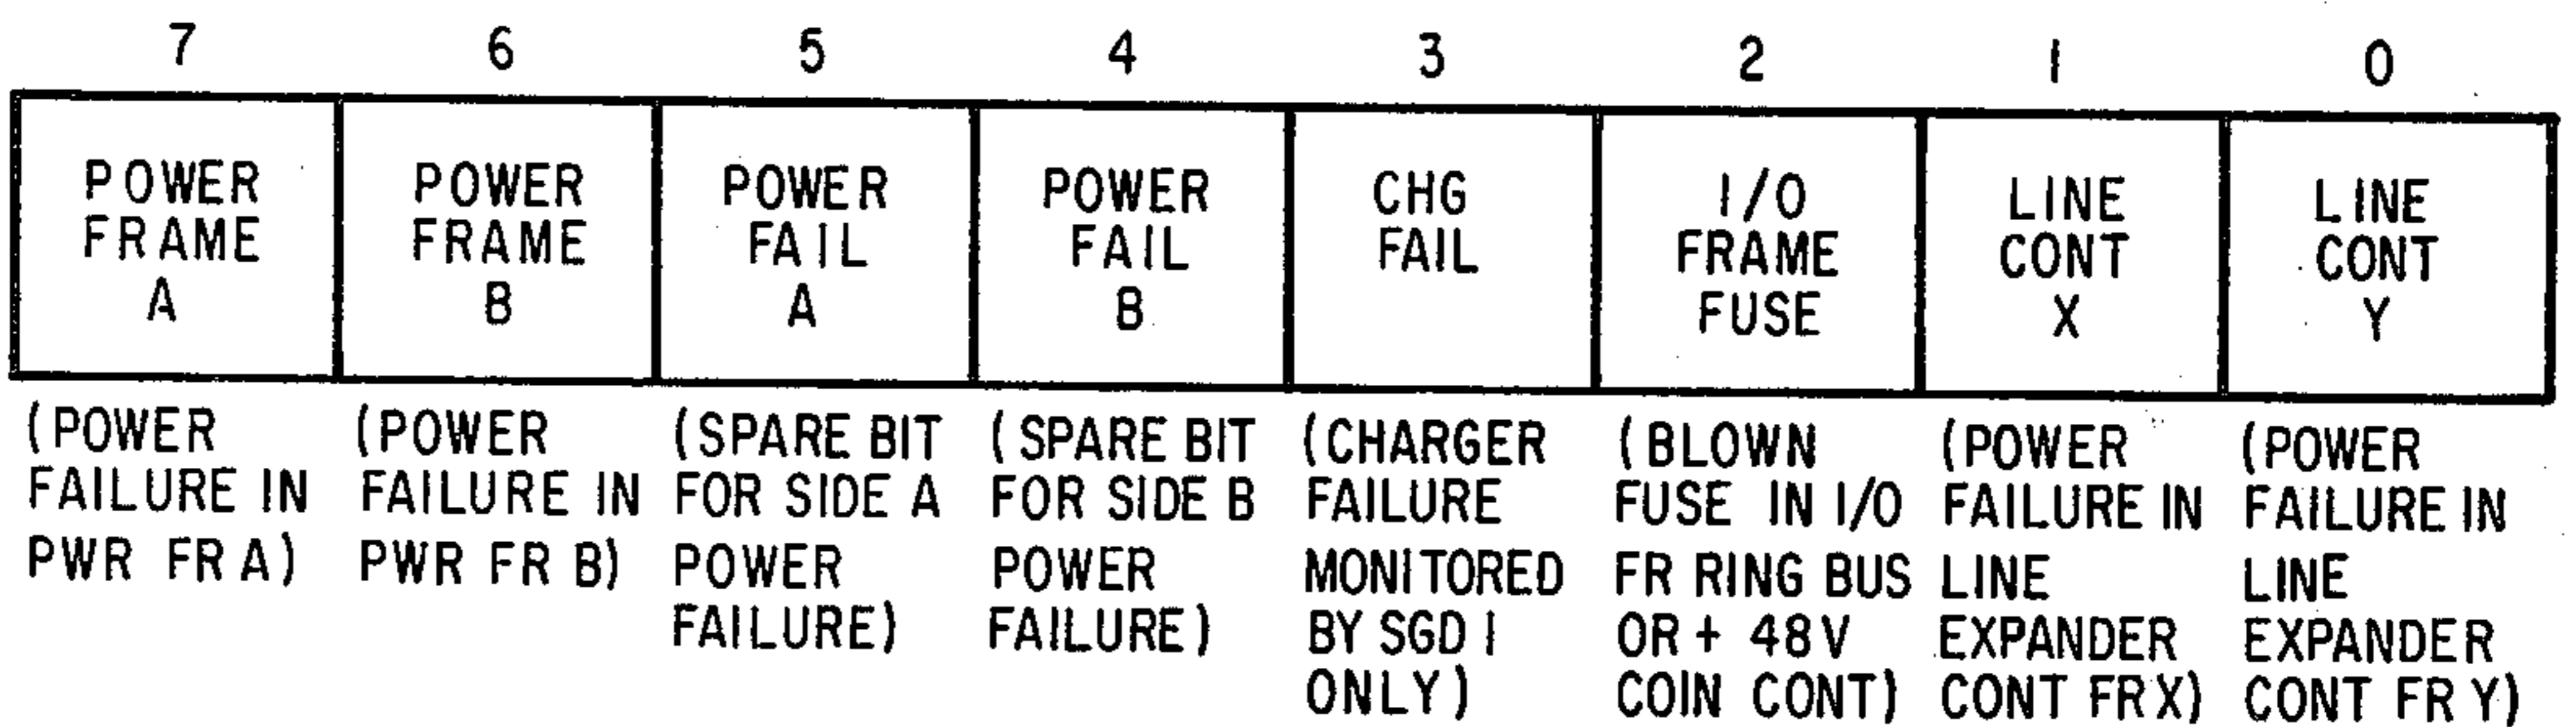 7 6 5 4 3 2 1 0
POWER
FRAME
A
POWER
FRAME
B
POWER
FAIL
A
POWER
FAIL
B
CHG
FAIL
I/O
FRAME
FUSE
LINE
CONT
X
LINE
CONT
Y
(POWER
FAILURE IN
PWR FR A)
(POWER
FAILURE IN
PWR FR B)
(SPARE BIT
FOR SIDE A
POWER
FAILURE)
(SPARE BIT
FOR SIDE B
POWER
FAILURE)
(CHARGER
FAILURE
MONITORED
BY SGD 1
ONLY)
(BLOWN
FUSE IN I/O
FR RING BUS
OR + 48V
COIN CONT)
(POWER
FAILURE IN
LINE
EXPANDER
CONT FR X)
(POWER
FAILURE IN
LINE
EXPANDER
CONT FR Y)